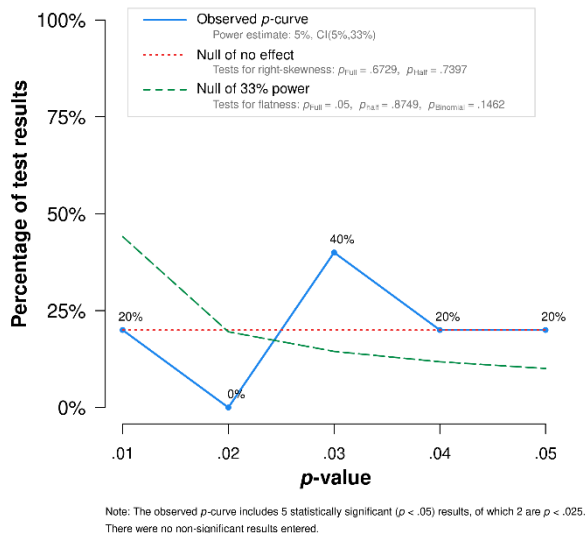 Observed p-curve
Power estimate: 5%, CI(5%,33%)
Null of no effect
Tests for right-skewness: pFull = .6729, pHalf = .7397
Null of 33% power
Tests for flatness: pFull = .05, phalf = .8749, pBinomial = .1462
Percentage of test results
100%
75%
50%
25%
0%
20%
0%
40%
20%
20%
.01
.02
.03
.04
.05
p-value
Note: The observed p-curve includes 5 statistically significant (p < .05) results, of which 2 are p < .025.
There were no non-significant results entered.